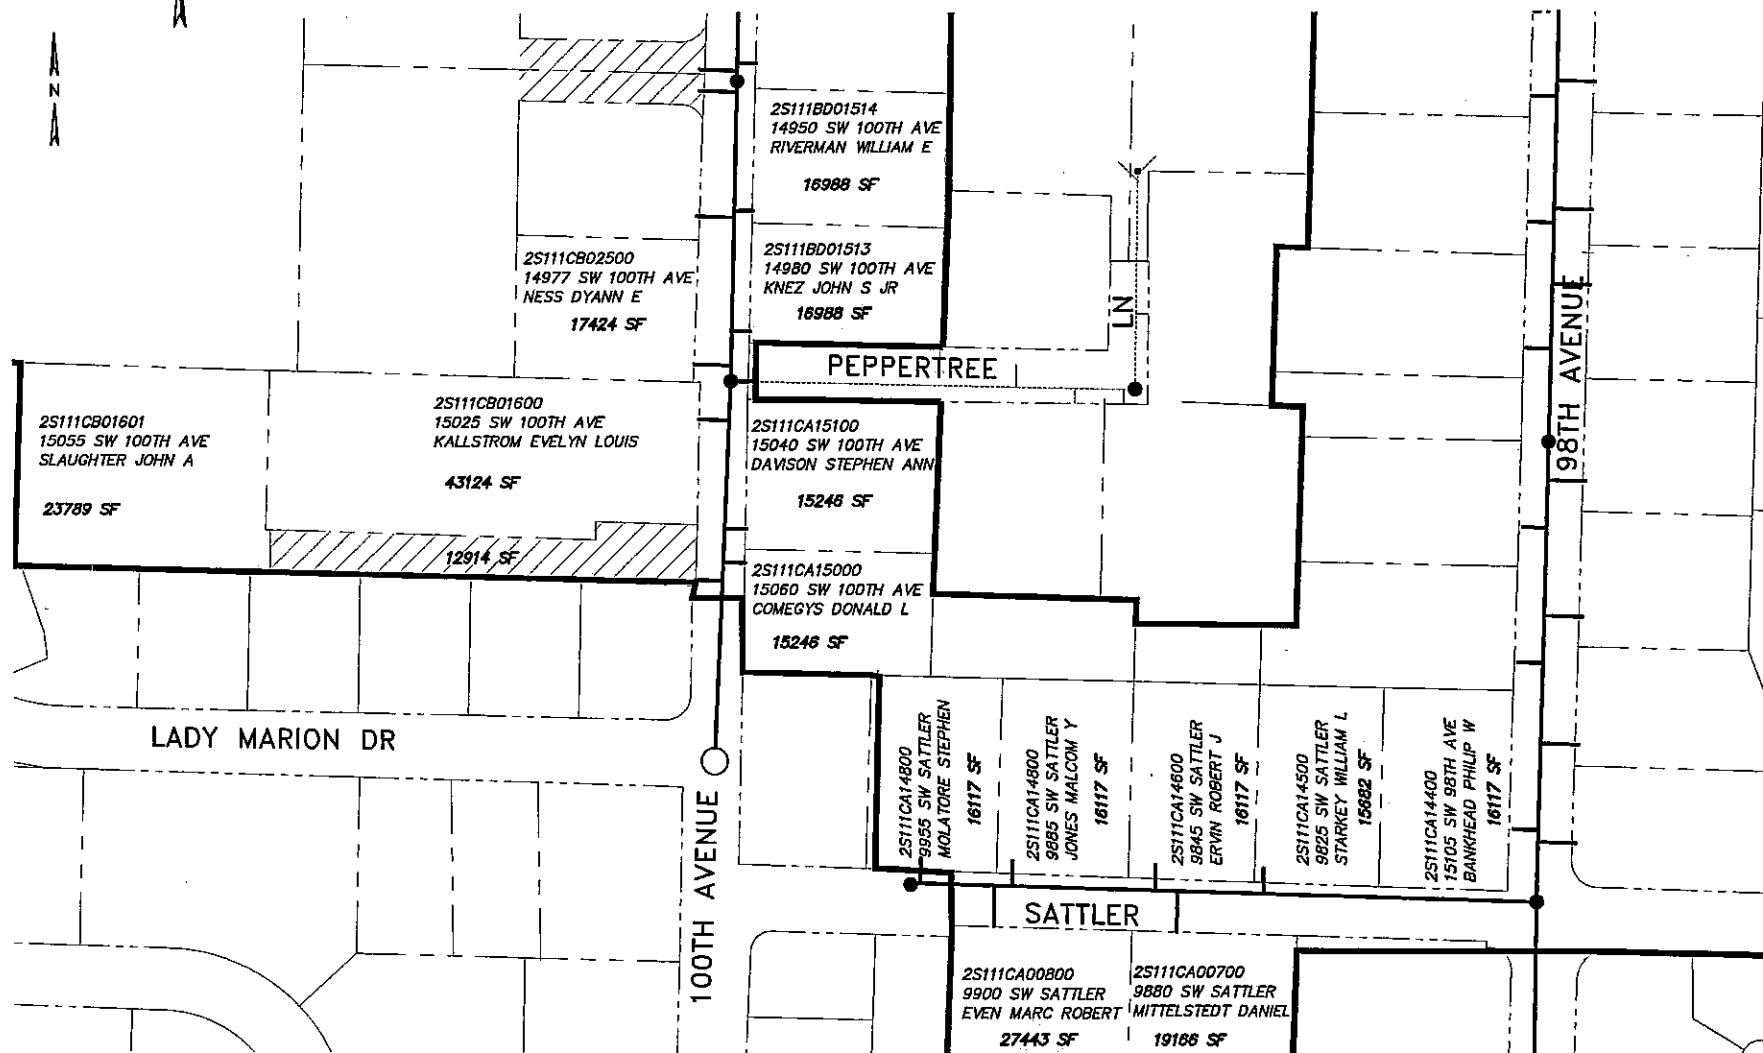 N
2S111BD01514
14950 SW 100TH AVE
RIVERMAN WILLIAM E
16988 SF
2S111CB02500
14977 SW 100TH AVE
NESS DYANN E
17424 SF
2S111BD01513
14980 SW 100TH AVE
KNEZ JOHN S JR
16988 SF
LN
PEPPERTREE
98TH AVENUE
2S111CB01601
15055 SW 100TH AVE
SLAUGHTER JOHN A
23789 SF
2S111CB01600
15025 SW 100TH AVE
KALLSTROM EVELYN LOUIS
43124 SF
12914 SF
2S111CA15100
15040 SW 100TH AVE
DAVISON STEPHEN ANN
15246 SF
2S111CA15000
15060 SW 100TH AVE
COMEGYS DONALD L
15246 SF
LADY MARION DR
100TH AVENUE
2S111CA14800
9955 SW SATTLER
MOLATORE STEPHEN
16117 SF
2S111CA14800
9885 SW SATTLER
JONES MALCOM Y
16117 SF
2S111CA14600
9845 SW SATTLER
ERVIN ROBERT J
16117 SF
2S111CA14500
9825 SW SATTLER
STARKEY WILLIAM L
15682 SF
2S111CA14400
15105 SW 98TH AVE
BANKHEAD PHILIP W
16117 SF
SATTLER
2S111CA00800
9900 SW SATTLER
EVEN MARC ROBERT
27443 SF
2S111CA00700
9880 SW SATTLER
MITTELSTEDT DANIEL
19166 SF